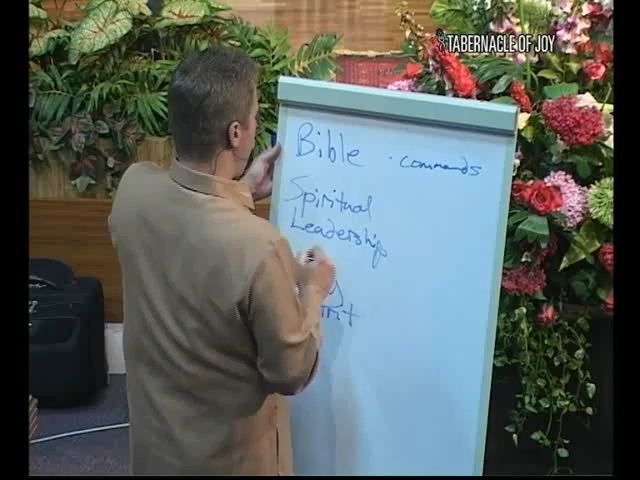 TABERNACLE OF JOY
Bible · commands
Spiritual
Leadership